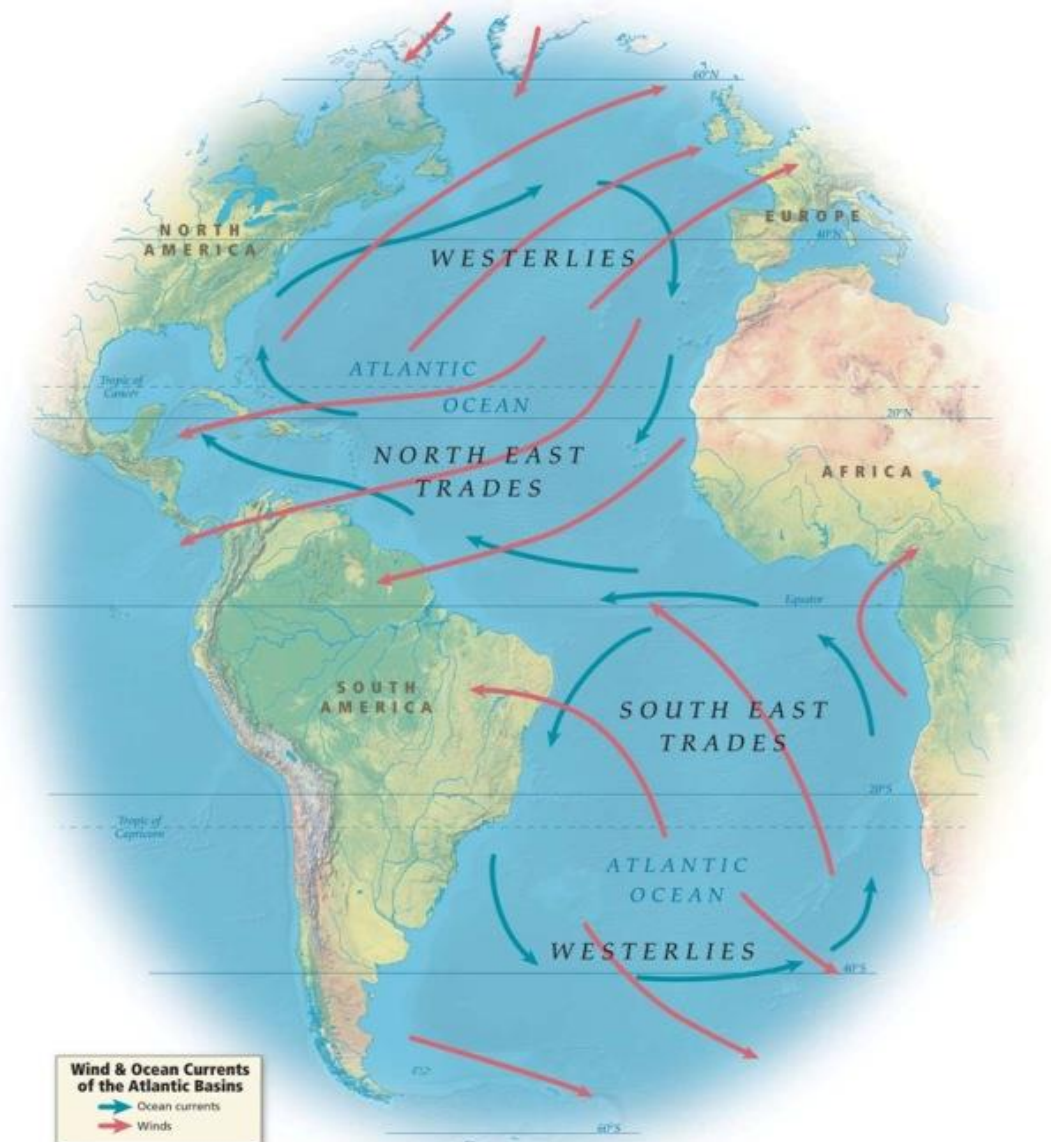 60°N
NORTH
AMERICA
EUROPE
40°N
WESTERLIES
ATLANTIC
OCEAN
Tropic of
Cancer
20°N
NORTH EAST
TRADES
AFRICA
Equator
SOUTH
AMERICA
SOUTH EAST
TRADES
20°S
Tropic of
Capricorn
ATLANTIC
OCEAN
WESTERLIES
40°S
Wind & Ocean Currents
of the Atlantic Basins
Ocean currents
Winds
60°S